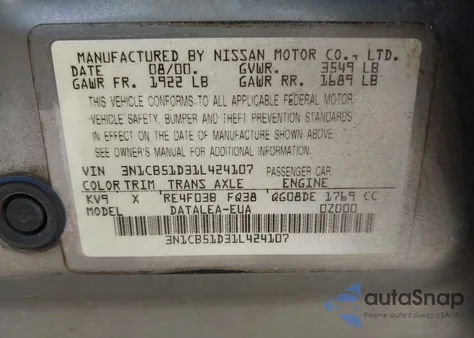 MANUFACTURED BY NISSAN MOTOR CO., LTD.
DATE 08/00. GVWR. 3549 LB
GAWR FR. 1922 LB GAWR RR. 1689 LB
THIS VEHICLE CONFORMS TO ALL APPLICABLE FEDERAL MOTOR
VEHICLE SAFETY, BUMPER AND THEFT PREVENTION STANDARDS
IN EFFECT ON THE DATE OF MANUFACTURE SHOWN ABOVE.
SEE OWNER'S MANUAL FOR ADDITIONAL INFORMATION.
VIN 3N1CB51D31L424107 PASSENGER CAR
COLOR TRIM TRANS AXLE ENGINE
KV9 X RE4F03B FQ38 QG08DE 1769 CC
MODEL DATALEA-EUA 0Z000
3N1CB51D31L424107
autoSnap